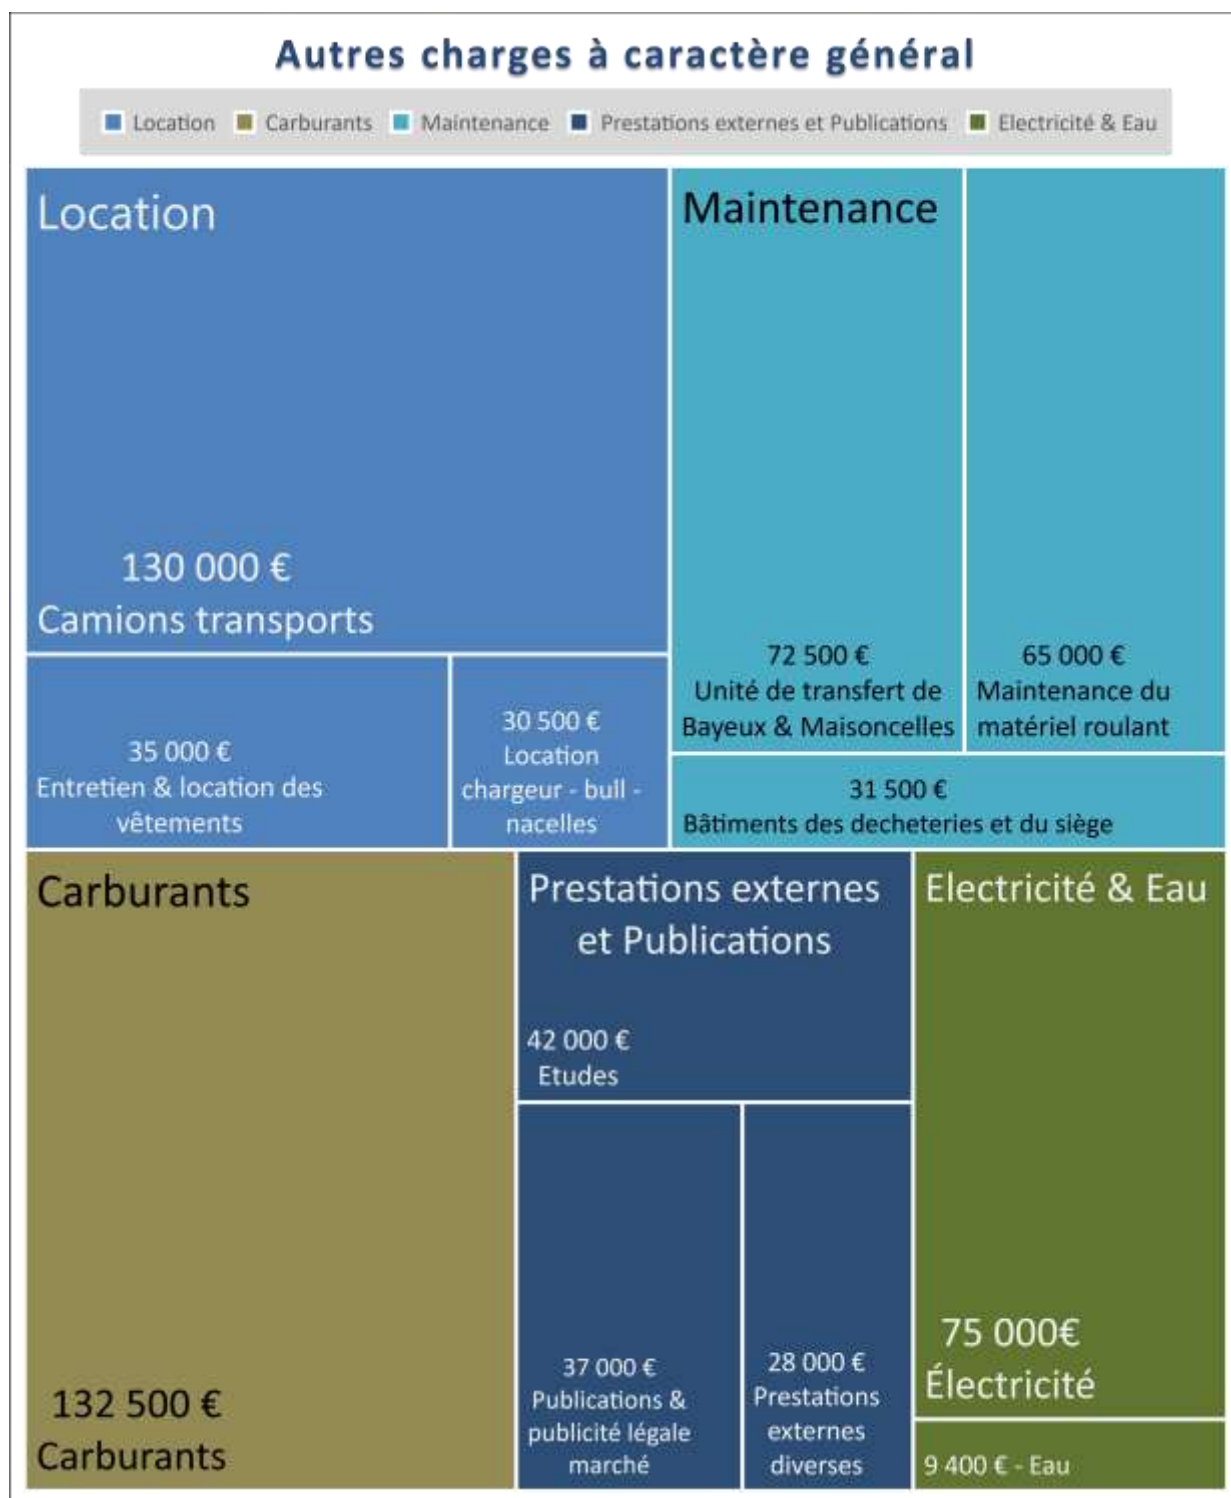 Autres charges à caractère général
Location Carburants Maintenance Prestations externes et Publications Electricité & Eau
Location
130 000 €
Camions transports
35 000 €
Entretien & location des
vêtements
30 500 €
Location
chargeur - bull -
nacelles
Maintenance
72 500 €
Unité de transfert de
Bayeux & Maisoncelles
65 000 €
Maintenance du
matériel roulant
31 500 €
Bâtiments des decheteries et du siège
Carburants
132 500 €
Carburants
Prestations externes
et Publications
42 000 €
Etudes
37 000 €
Publications &
publicité légale
marché
28 000 €
Prestations
externes
diverses
Electricité & Eau
75 000€
Électricité
9 400 € - Eau